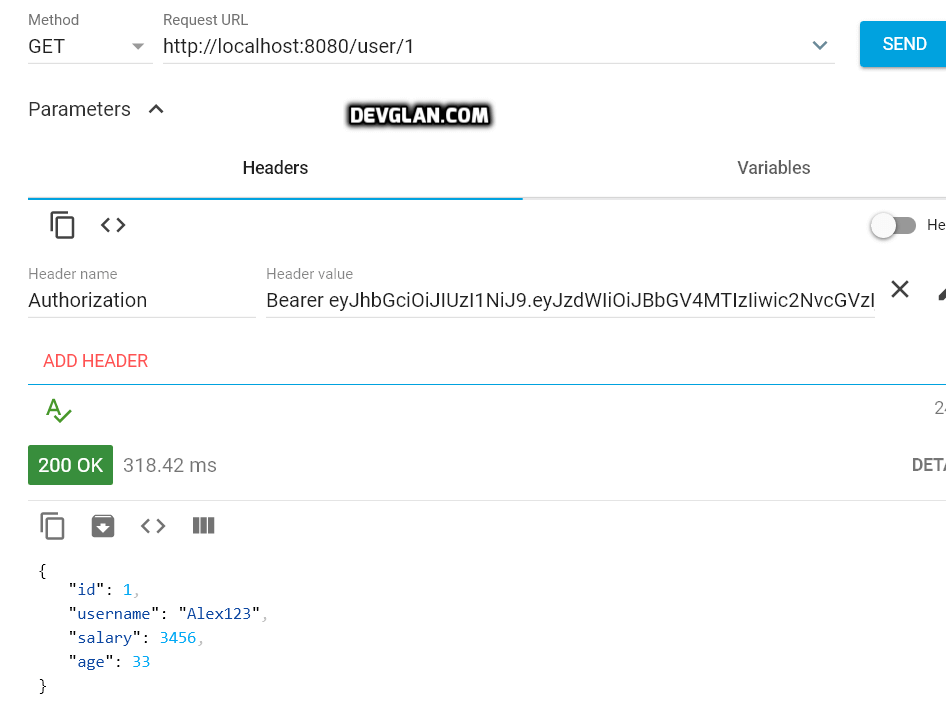 Method
Request URL
GET
http://localhost:8080/user/1
SEND
Parameters
DEVGLAN.COM
Headers
Variables
He
Header name
Header value
Authorization
Bearer eyJhbGciOiJIUzI1NiJ9.eyJzdWIiOiJBbGV4MTIzIiwic2NvcGVzI
ADD HEADER
200 OK
318.42 ms
DETA
{
"id": 1,
"username": "Alex123",
"salary": 3456,
"age": 33
}